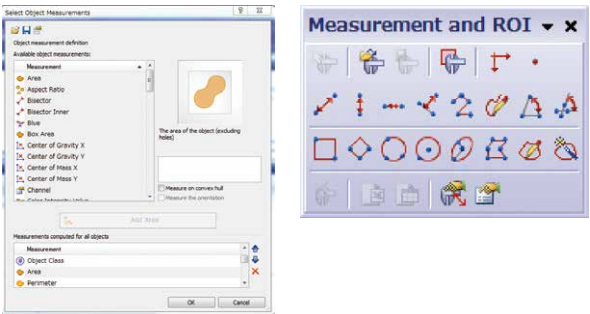 Select Object Measurements
Object measurement definition
Available object measurements:
Measurement
Area
Aspect Ratio
Bisector
Bisector Inner
Blue
Box Area
Center of Gravity X
Center of Gravity Y
Center of Mass X
Center of Mass Y
Channel
Color Intensity Value
The area of the object (excluding
holes)
Measure on convex hull
Measure the orientation
Add Area
Measurements computed for all objects
Measurement
Object Class
Area
Perimeter
OK Cancel
Measurement and ROI